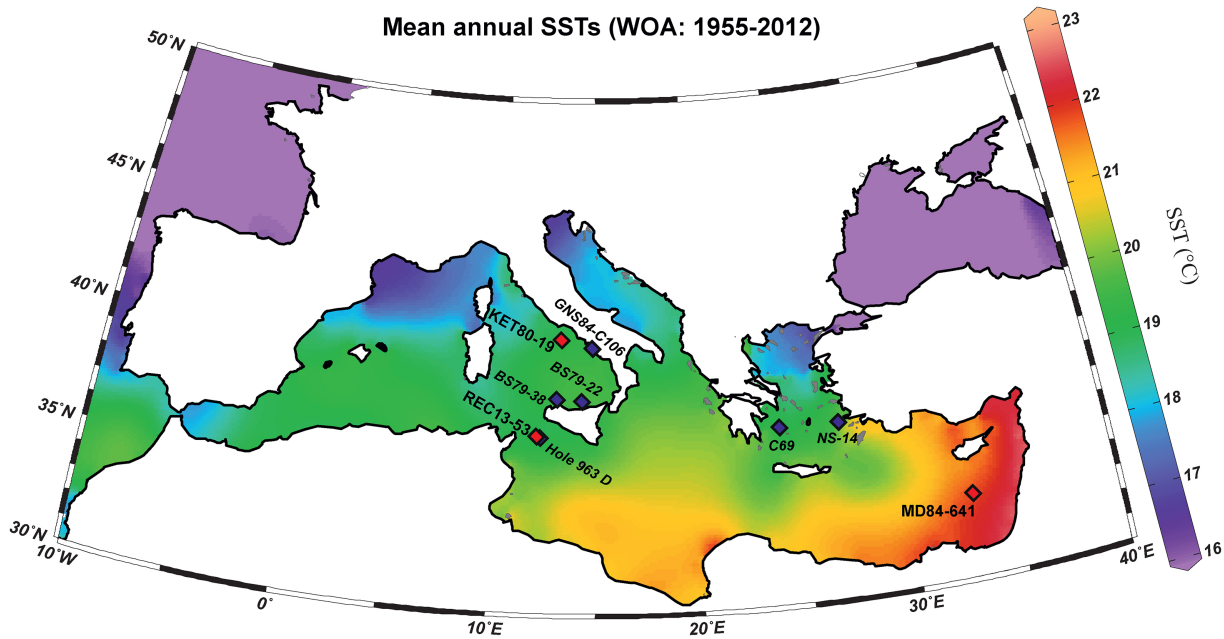 Mean annual SSTs (WOA: 1955-2012)
50˚N
45˚N
40˚N
35˚N
30˚N
10˚W
0˚
10˚E
20˚E
30˚E
40˚E
KET80-19
GNS84-C106
BS79-38
BS79-22
REC13-53
Hole 963 D
C69
NS-14
MD84-641
23
22
21
20
19
18
17
16
SST (°C)